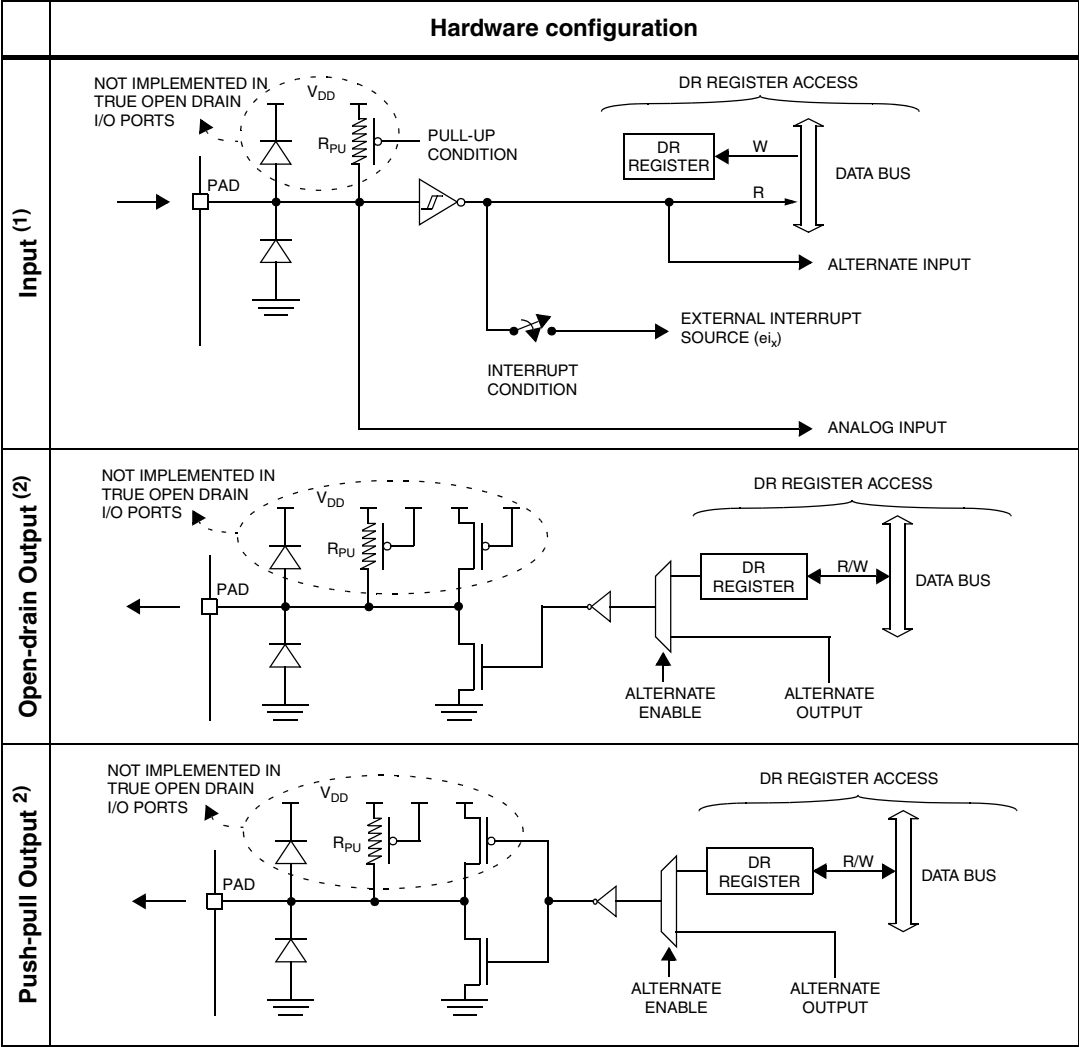 Hardware configuration
Input (1)
NOT IMPLEMENTED IN
TRUE OPEN DRAIN
I/O PORTS
VDD
RPU
PULL-UP
CONDITION
PAD
DR REGISTER ACCESS
DR
REGISTER
W
R
DATA BUS
ALTERNATE INPUT
EXTERNAL INTERRUPT
SOURCE (eix)
INTERRUPT
CONDITION
ANALOG INPUT
Open-drain Output (2)
NOT IMPLEMENTED IN
TRUE OPEN DRAIN
I/O PORTS
VDD
RPU
PAD
DR REGISTER ACCESS
DR
REGISTER
R/W
DATA BUS
ALTERNATE
ENABLE
ALTERNATE
OUTPUT
Push-pull Output 2)
NOT IMPLEMENTED IN
TRUE OPEN DRAIN
I/O PORTS
VDD
RPU
PAD
DR REGISTER ACCESS
DR
REGISTER
R/W
DATA BUS
ALTERNATE
ENABLE
ALTERNATE
OUTPUT